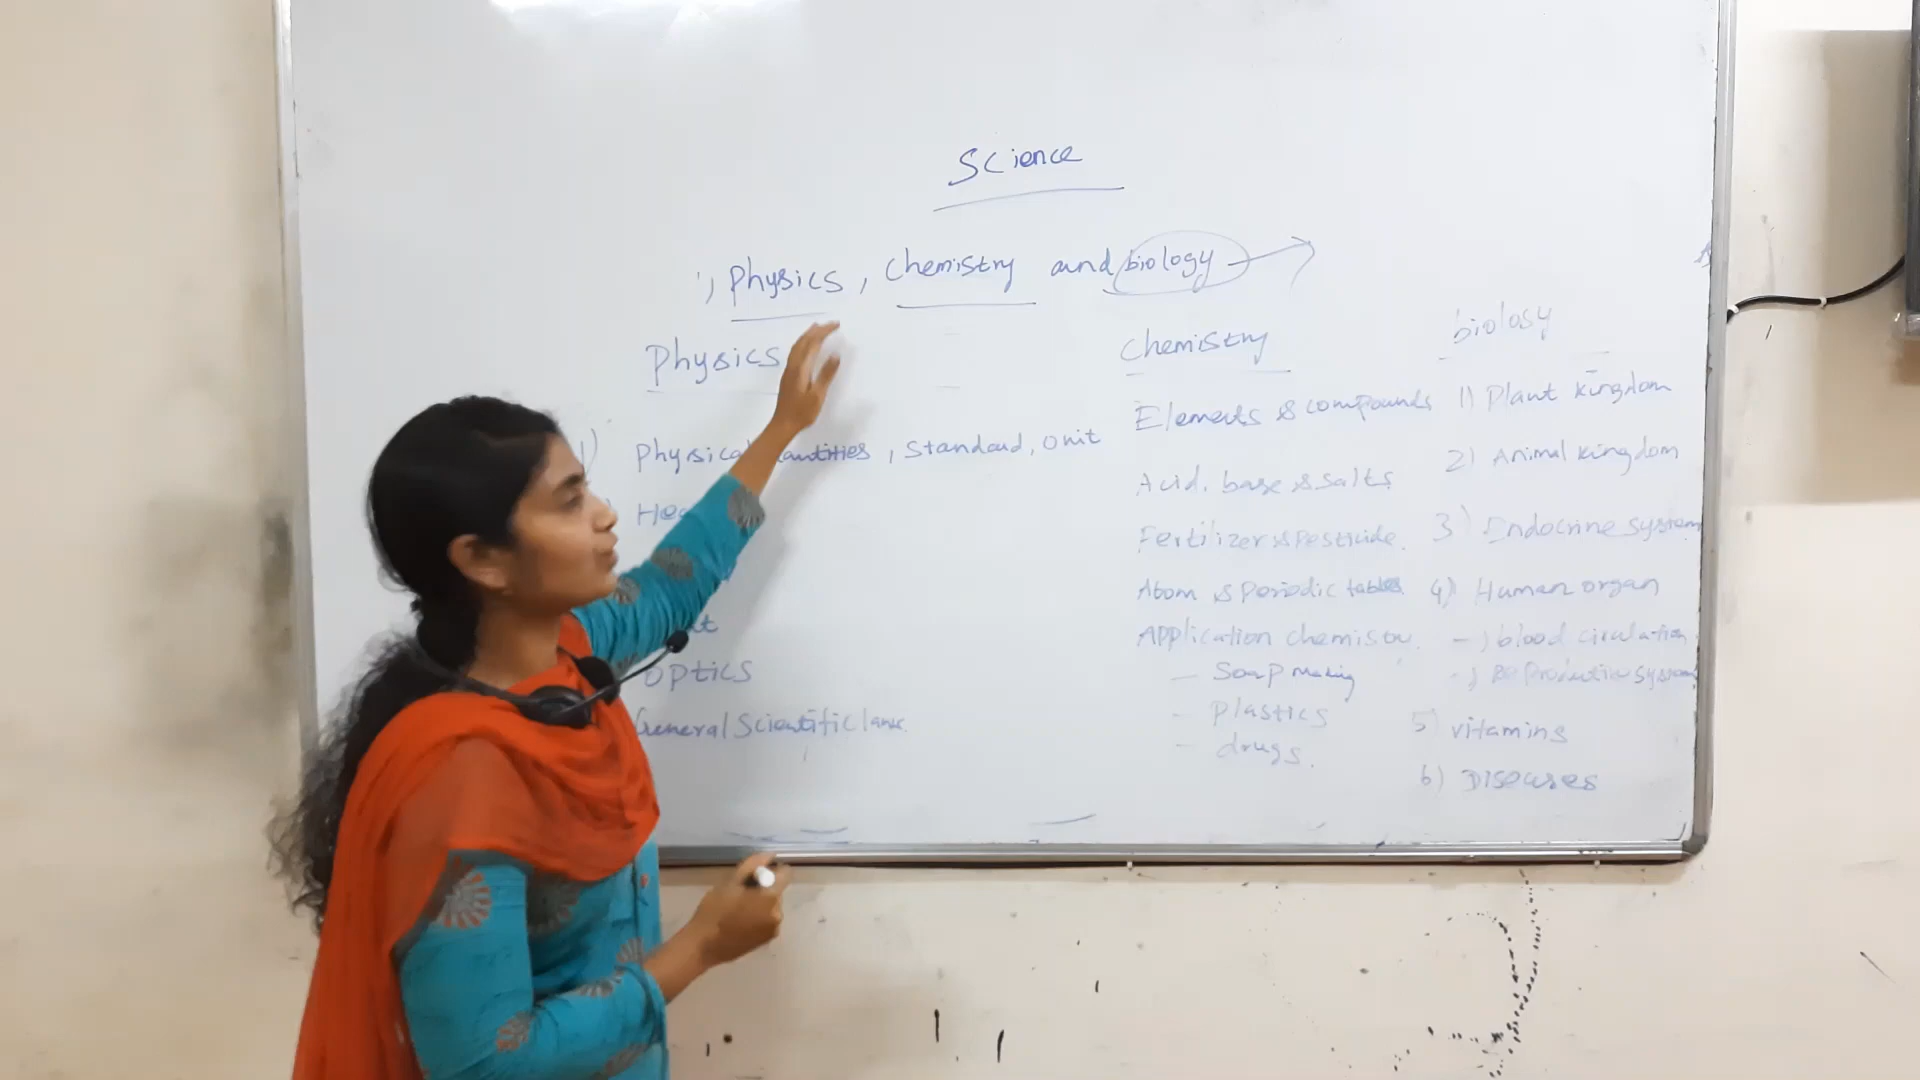 Science
1) Physics, Chemistry and biology
Physics
1) Physical quantities, Standard, Unit
Optics
General Scientific laws
Chemistry
Elements & compounds
Acid, base & salts
Fertilizer & pesticide.
Atom & Periodic tables
Application chemistry
- Soap making
- Plastics
- drugs.
biology
1) Plant kingdom
2) Animal kingdom
3) Endocrine system
4) Human organ
-) blood circulation
-) Reproductive system
5) vitamins
6) Diseases